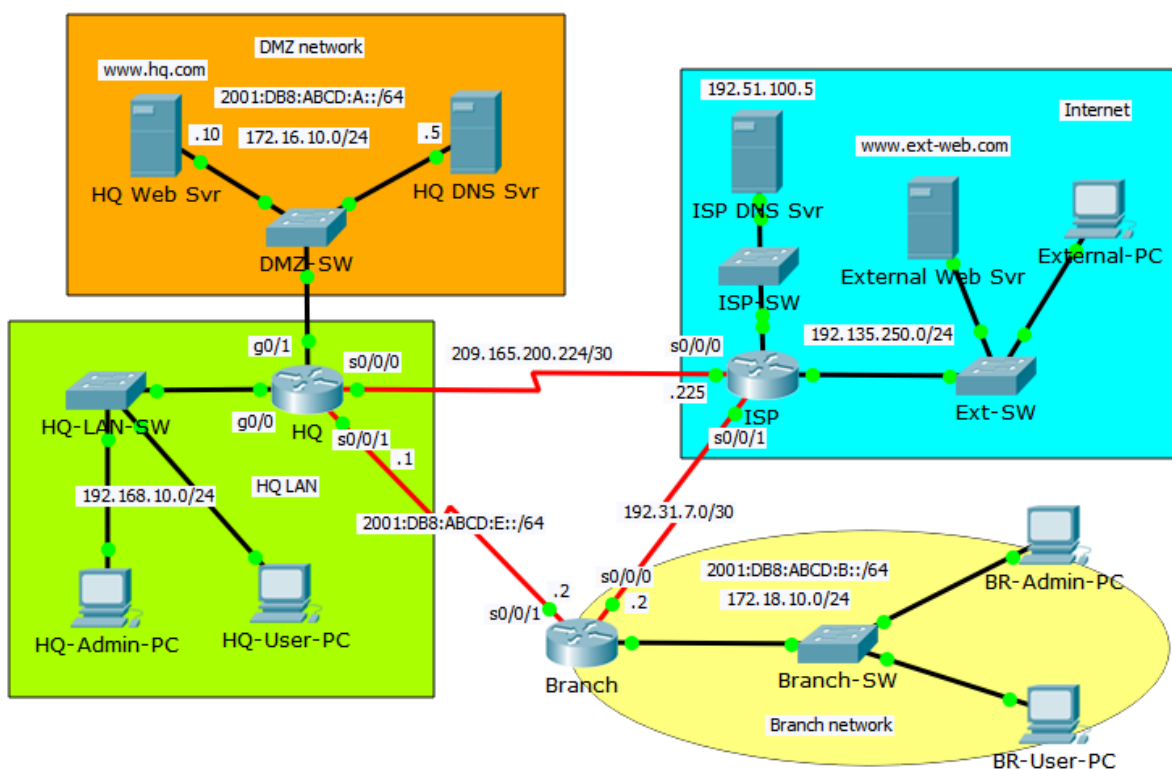 DMZ network
www.hq.com
2001:DB8:ABCD:A::/64
.10
172.16.10.0/24
.5
HQ Web Svr
HQ DNS Svr
DMZ-SW
192.51.100.5
Internet
www.ext-web.com
ISP DNS Svr
External Web Svr
External-PC
ISP-SW
192.135.250.0/24
g0/1
s0/0/0
209.165.200.224/30
s0/0/0
.225
ISP
Ext-SW
HQ-LAN-SW
g0/0
HQ
s0/0/1
.1
s0/0/1
192.168.10.0/24
HQ LAN
2001:DB8:ABCD:E::/64
192.31.7.0/30
HQ-Admin-PC
HQ-User-PC
s0/0/1
.2
s0/0/0
.2
2001:DB8:ABCD:B::/64
172.18.10.0/24
BR-Admin-PC
Branch
Branch-SW
Branch network
BR-User-PC